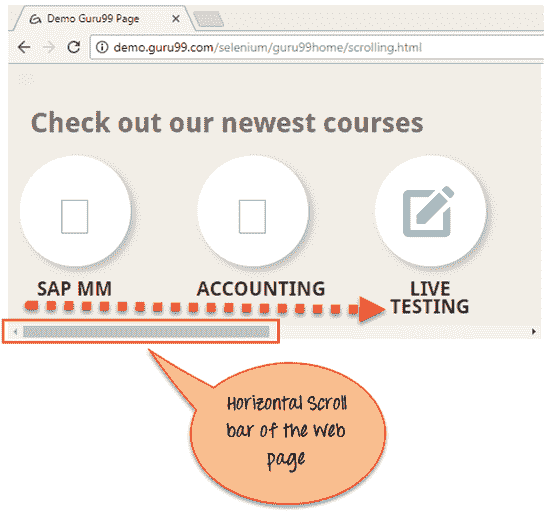 Demo Guru99 Page
demo.guru99.com/selenium/guru99home/scrolling.html
Check out our newest courses
SAP MM
ACCOUNTING
LIVE
TESTING
Horizontal Scroll
bar of the Web
page